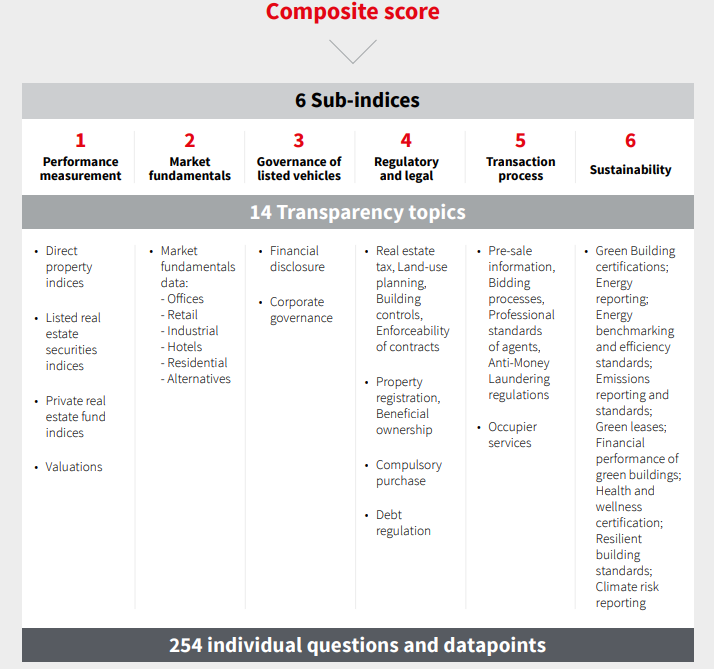 Composite score
6 Sub-indices
1
Performance
measurement
2
Market
fundamentals
3
Governance of
listed vehicles
4
Regulatory
and legal
5
Transaction
process
6
Sustainability
14 Transparency topics
• Direct
property
indices
• Listed real
estate
securities
indices
• Private real
estate fund
indices
• Valuations
• Market
fundamentals
data:
- Offices
- Retail
- Industrial
- Hotels
- Residential
- Alternatives
• Financial
disclosure
• Corporate
governance
• Real estate
tax, Land-use
planning,
Building
controls,
Enforceability
of contracts
• Property
registration,
Beneficial
ownership
• Compulsory
purchase
• Debt
regulation
• Pre-sale
information,
Bidding
processes,
Professional
standards
of agents,
Anti-Money
Laundering
regulations
• Occupier
services
• Green Building
certifications;
Energy
reporting;
Energy
benchmarking
and efficiency
standards;
Emissions
reporting and
standards;
Green leases;
Financial
performance of
green buildings;
Health and
wellness
certification;
Resilient
building
standards;
Climate risk
reporting
254 individual questions and datapoints